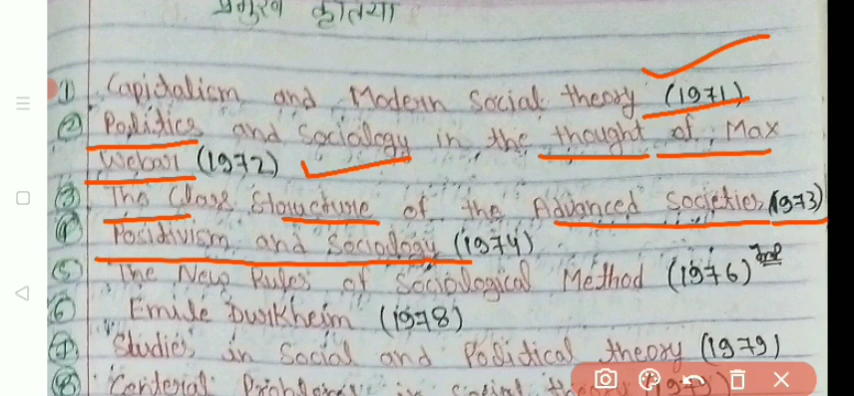 प्रमुख कृतियाँ
① Capitalism and Modern Social theory (1971)
② Politics and Sociology in the thought of Max
Weber (1972)
③ The Class Structure of the Advanced Societies (1973)
④ Positivism and Sociology (1974)
⑤ The New Rules of Sociological Method (1976) Imp
⑥ Emile Durkheim (1978)
⑦ Studies in Social and Political theory (1979)
⑧ in